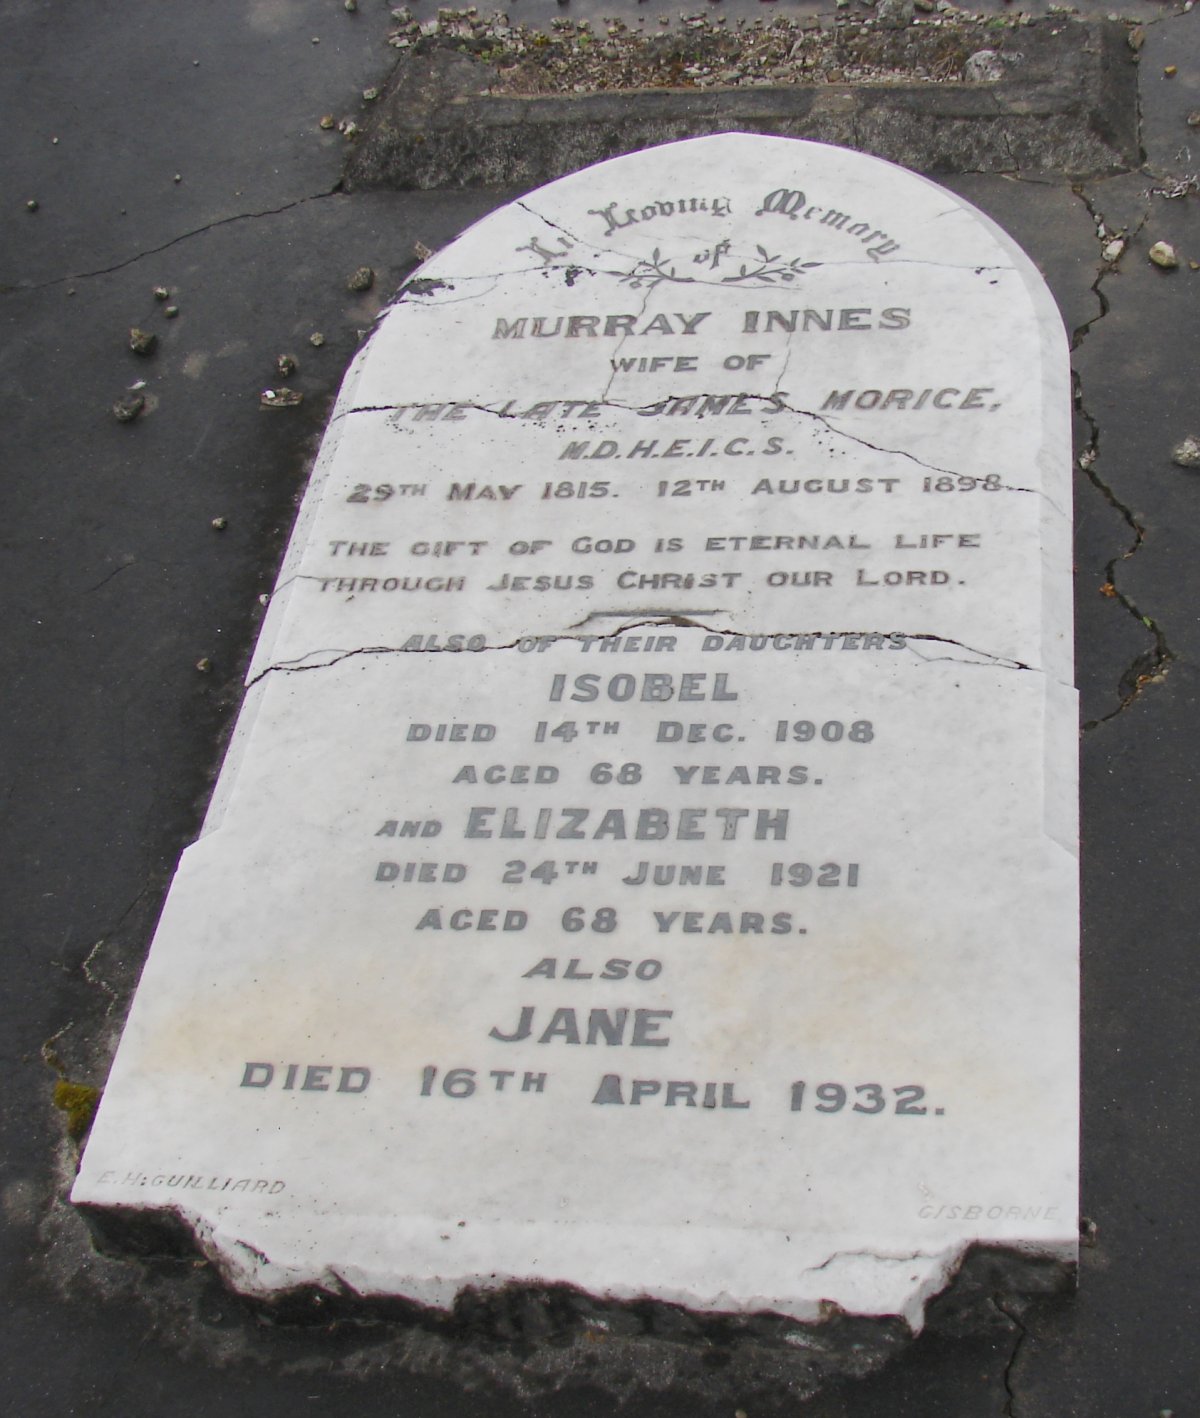 In Loving Memory
of
MURRAY INNES
WIFE OF
THE LATE JAMES MORICE,
M.D.H.E.I.C.S.
29TH MAY 1815. 12TH AUGUST 1898
THE GIFT OF GOD IS ETERNAL LIFE
THROUGH JESUS CHRIST OUR LORD.
ALSO OF THEIR DAUGHTERS
ISOBEL
DIED 14TH DEC. 1908
AGED 68 YEARS.
AND ELIZABETH
DIED 24TH JUNE 1921
AGED 68 YEARS.
ALSO
JANE
DIED 16TH APRIL 1932.
E.H.GUILLIARD GISBORNE